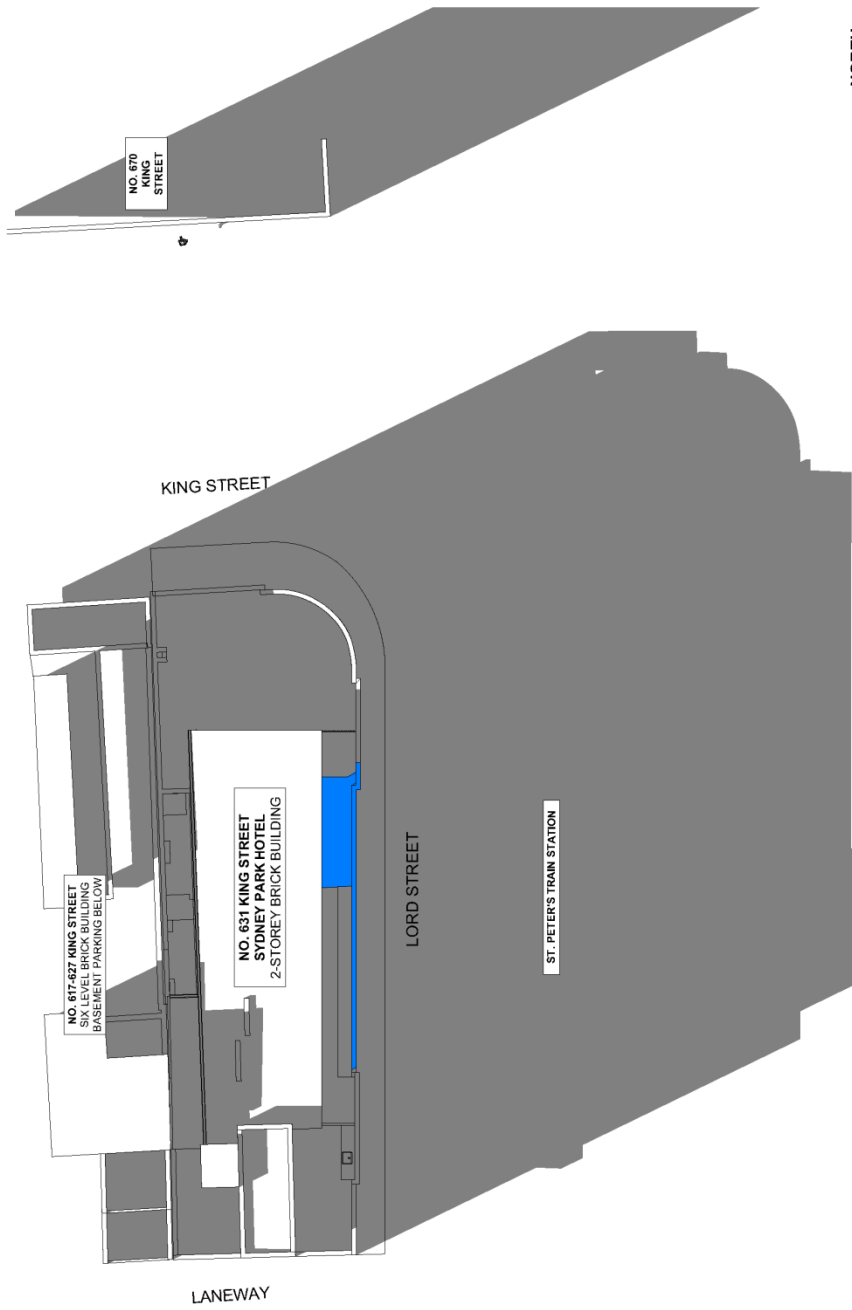 NO. 670
KING
STREET
KING STREET
NO. 617-627 KING STREET
SIX LEVEL BRICK BUILDING
BASEMENT PARKING BELOW
NO. 631 KING STREET
SYDNEY PARK HOTEL
2-STOREY BRICK BUILDING
LORD STREET
ST. PETER'S TRAIN STATION
LANEWAY